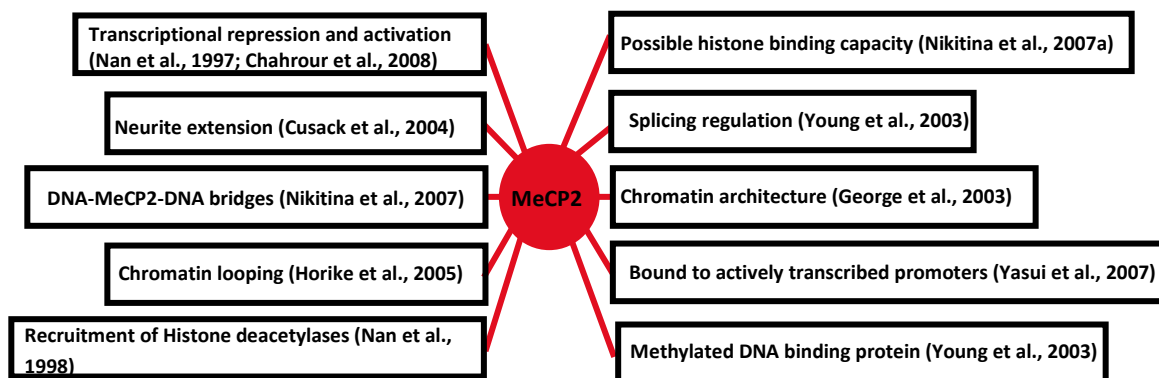 Transcriptional repression and activation
(Nan et al., 1997; Chahrour et al., 2008)
Neurite extension (Cusack et al., 2004)
DNA-MeCP2-DNA bridges (Nikitina et al., 2007)
Chromatin looping (Horike et al., 2005)
Recruitment of Histone deacetylases (Nan et al.,
1998)
MeCP2
Possible histone binding capacity (Nikitina et al., 2007a)
Splicing regulation (Young et al., 2003)
Chromatin architecture (George et al., 2003)
Bound to actively transcribed promoters (Yasui et al., 2007)
Methylated DNA binding protein (Young et al., 2003)